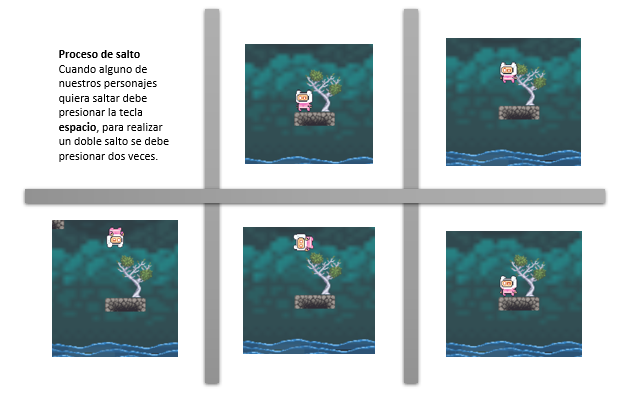 Proceso de salto
Cuando alguno de
nuestros personajes
quiera saltar debe
presionar la tecla
espacio, para realizar
un doble salto se debe
presionar dos veces.